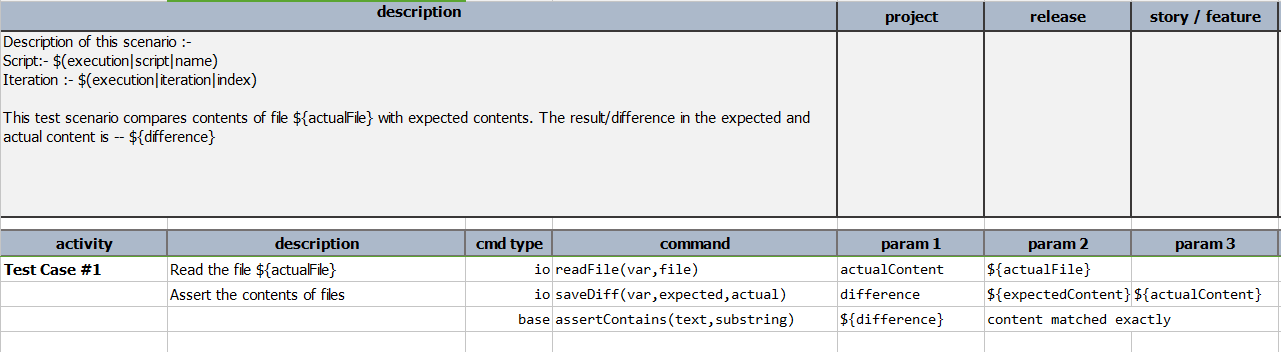 description project release story / feature
Description of this scenario :-
Script:- $(execution|script|name)
Iteration :- $(execution|iteration|index)
This test scenario compares contents of file ${actualFile} with expected contents. The result/difference in the expected and
actual content is -- ${difference}
activity description cmd type command param 1 param 2 param 3
Test Case #1 Read the file ${actualFile} io readFile(var,file) actualContent ${actualFile}
Assert the contents of files io saveDiff(var,expected,actual) difference ${expectedContent} ${actualContent}
base assertContains(text,substring) ${difference} content matched exactly